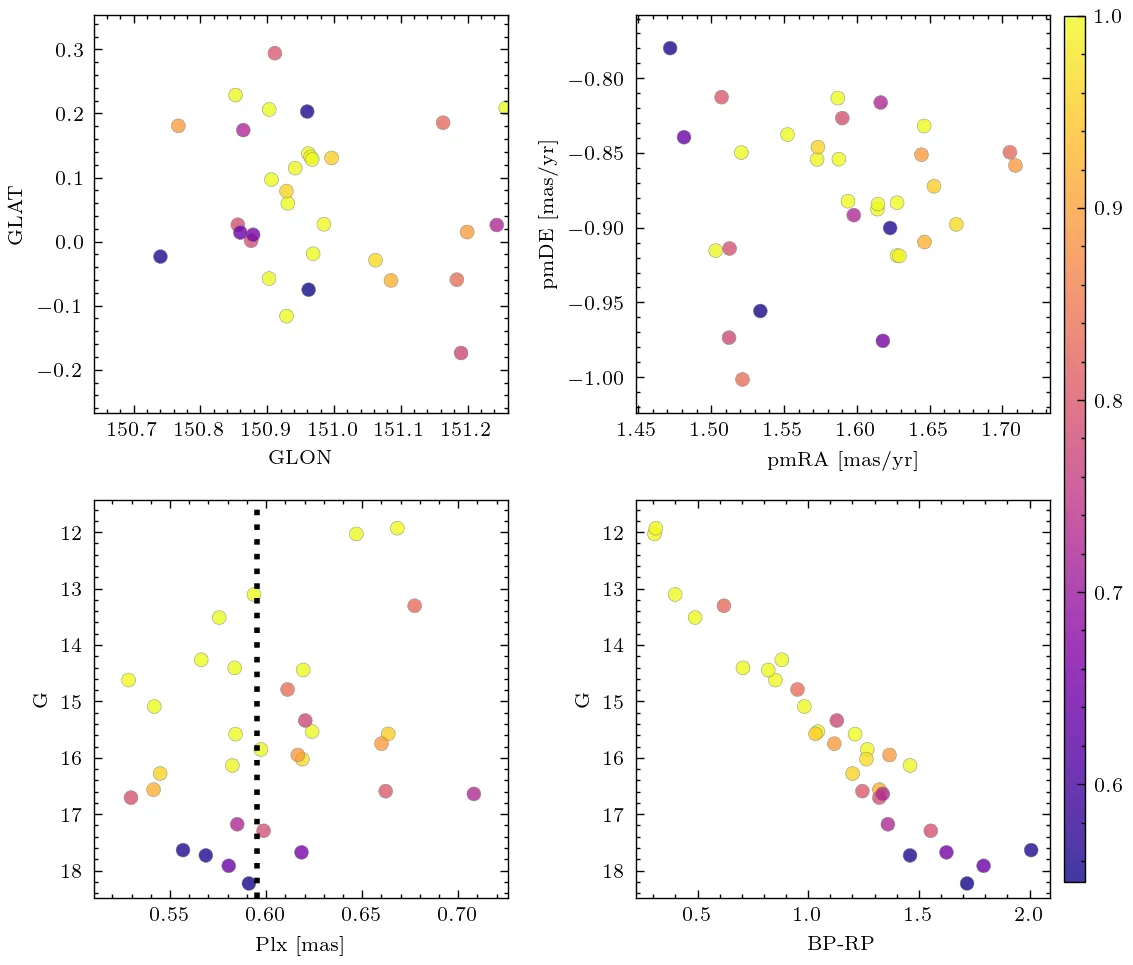 0.3
0.2
0.1
0.0
−0.1
−0.2
GLAT
150.7 150.8 150.9 151.0 151.1 151.2
GLON
−0.80
−0.85
−0.90
−0.95
−1.00
pmDE [mas/yr]
1.45 1.50 1.55 1.60 1.65 1.70
pmRA [mas/yr]
1.0
0.9
0.8
0.7
0.6
12
13
14
15
16
17
18
G
0.55 0.60 0.65 0.70
Plx [mas]
12
13
14
15
16
17
18
G
0.5 1.0 1.5 2.0
BP-RP